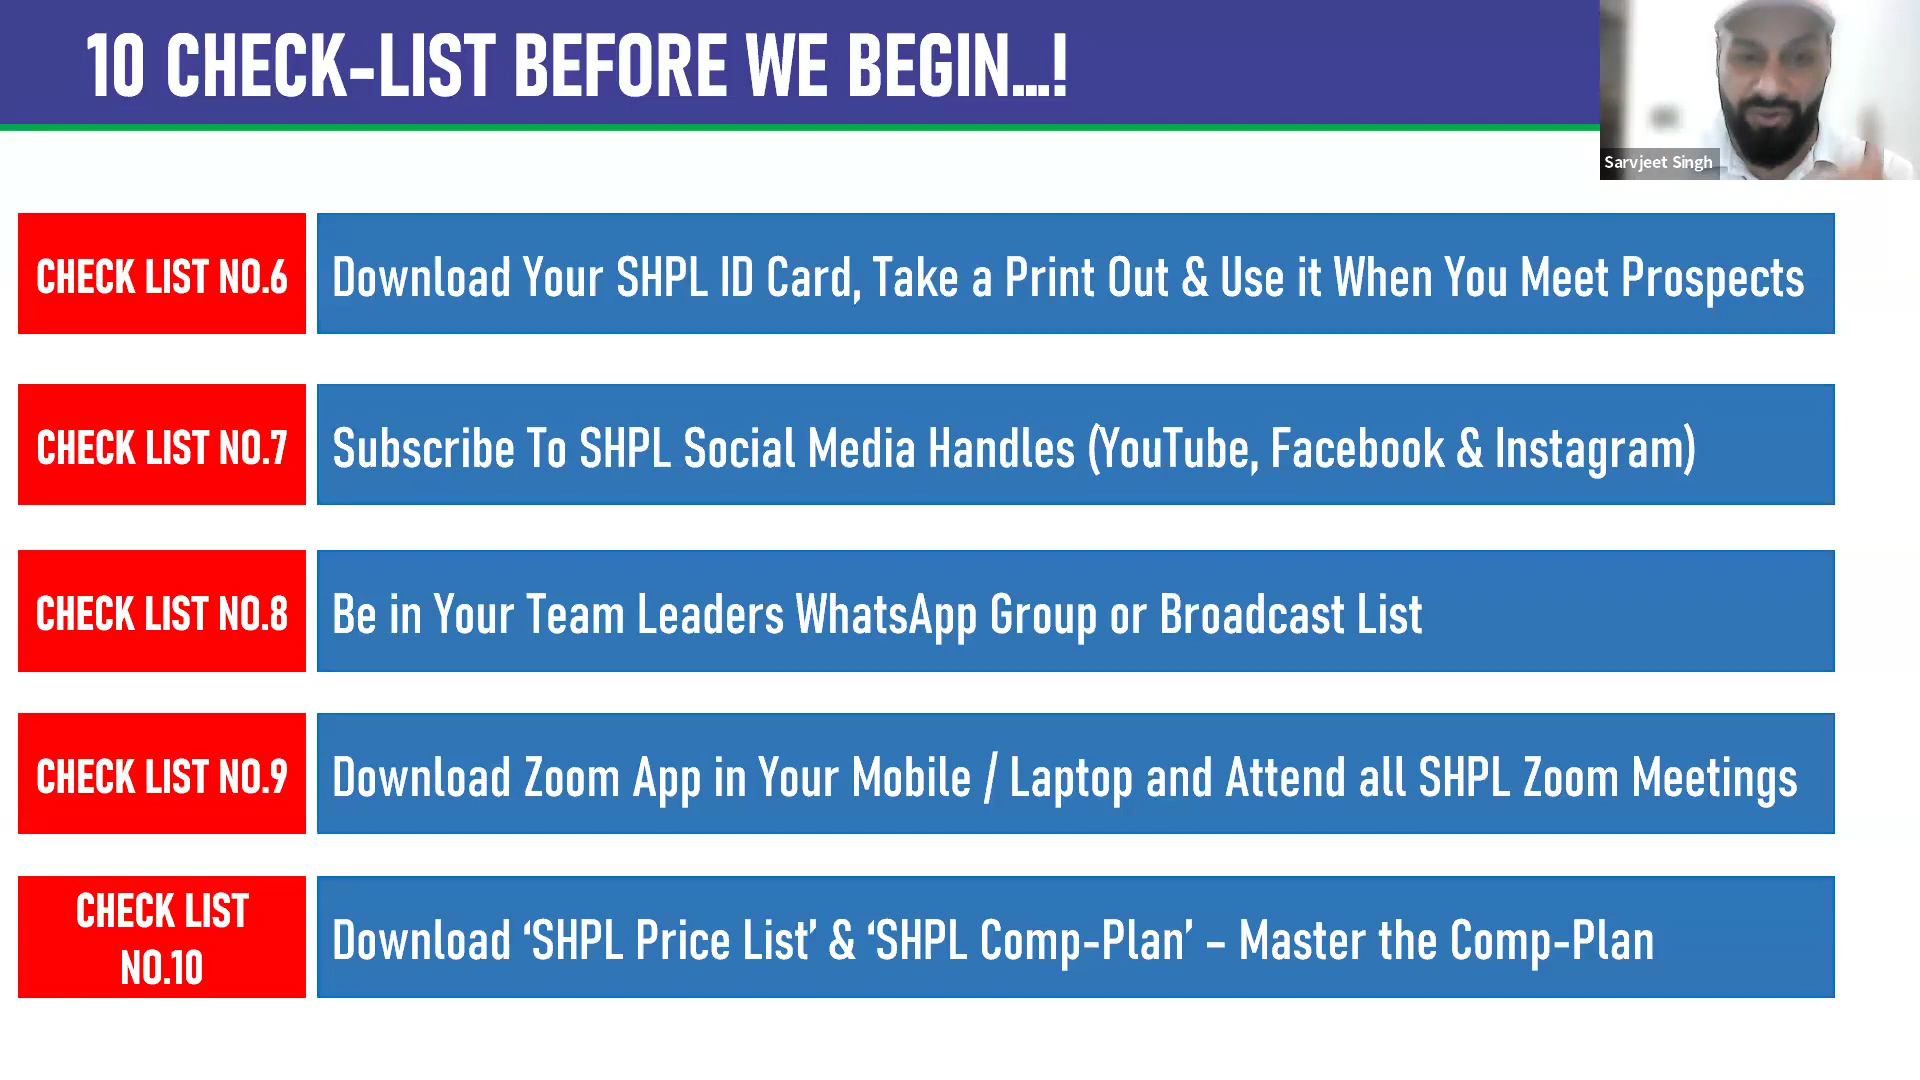 10 CHECK-LIST BEFORE WE BEGIN...!
Sarvjeet Singh
CHECK LIST NO.6
Download Your SHPL ID Card, Take a Print Out & Use it When You Meet Prospects
CHECK LIST NO.7
Subscribe To SHPL Social Media Handles (YouTube, Facebook & Instagram)
CHECK LIST NO.8
Be in Your Team Leaders WhatsApp Group or Broadcast List
CHECK LIST NO.9
Download Zoom App in Your Mobile / Laptop and Attend all SHPL Zoom Meetings
CHECK LIST
NO.10
Download ‘SHPL Price List’ & ‘SHPL Comp-Plan’ – Master the Comp-Plan